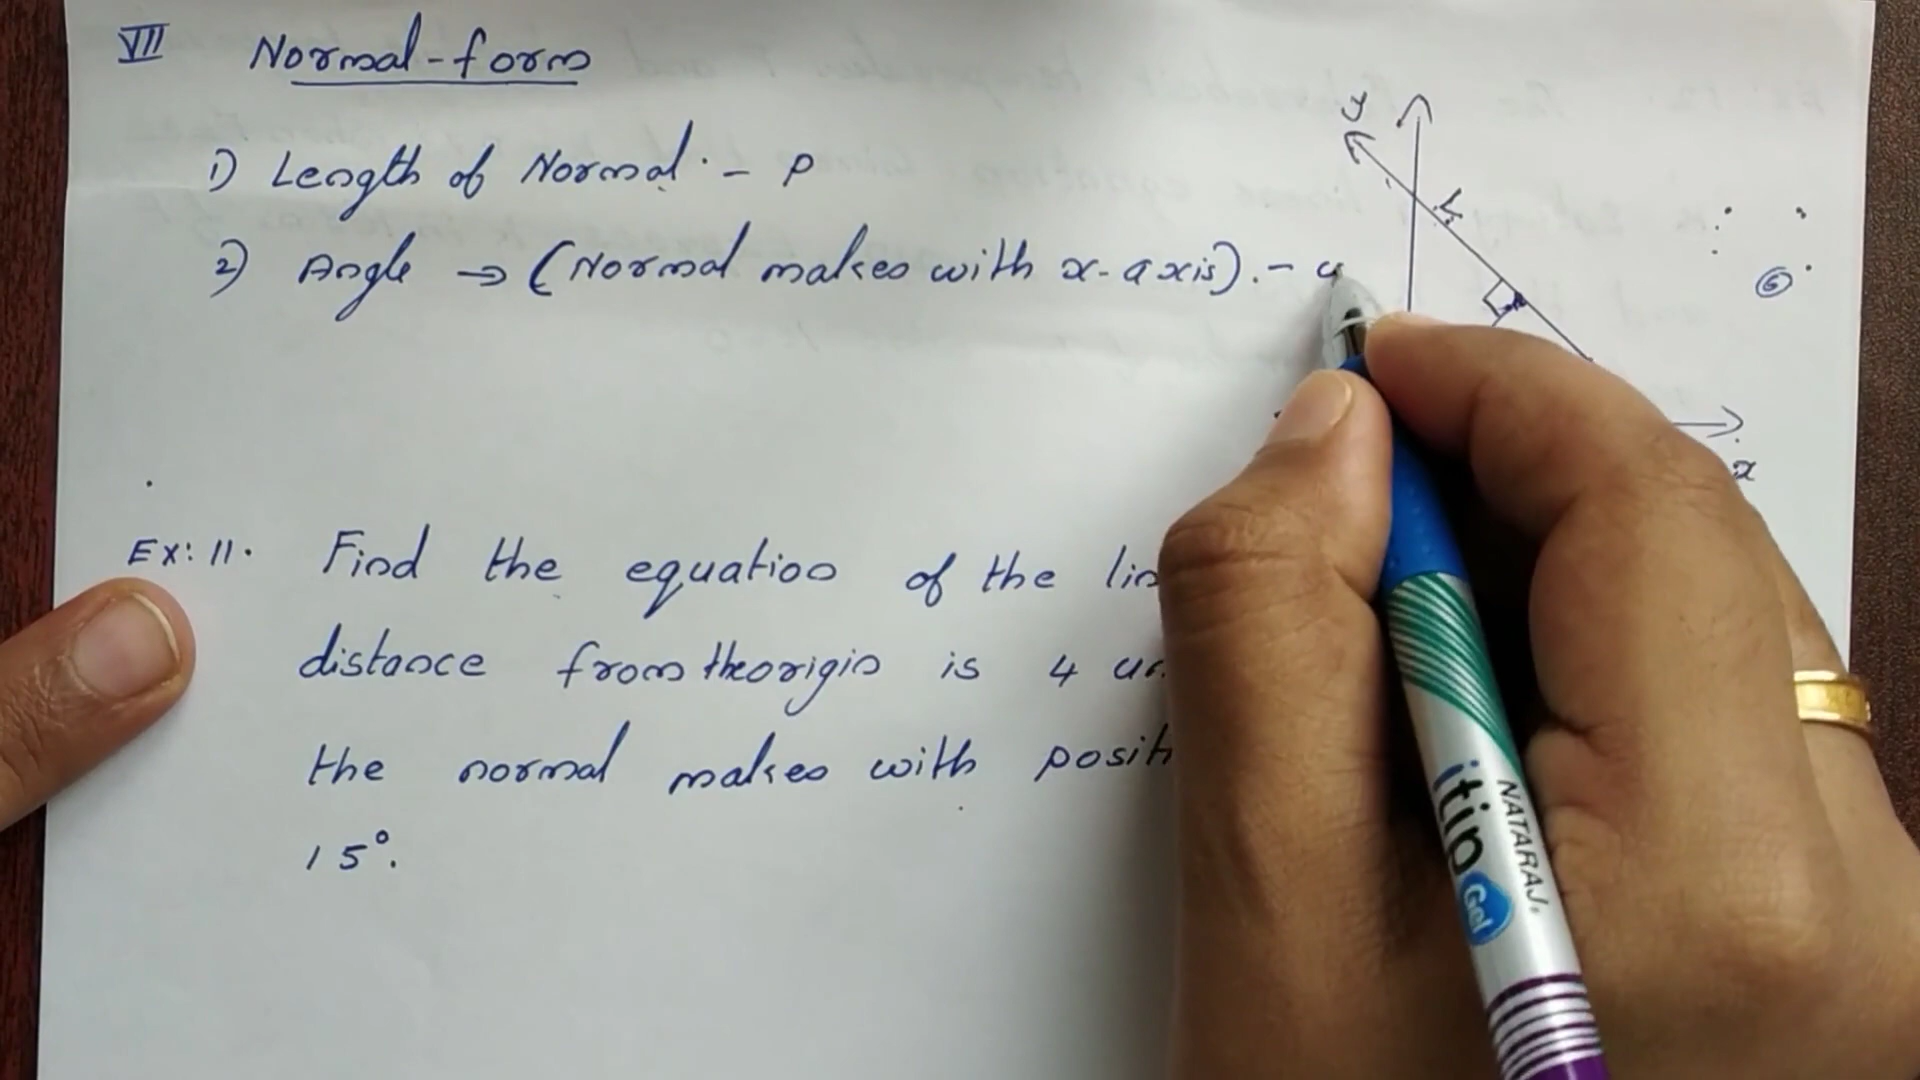 VII Normal-form
1) Length of Normal. - P
2) Angle → (Normal makes with x-axis). -
y
L
x
6
Ex: 11. Find the equation of the
distance from the origin is 4
the normal makes with
15°.
NATARAJ.
itip
Gel